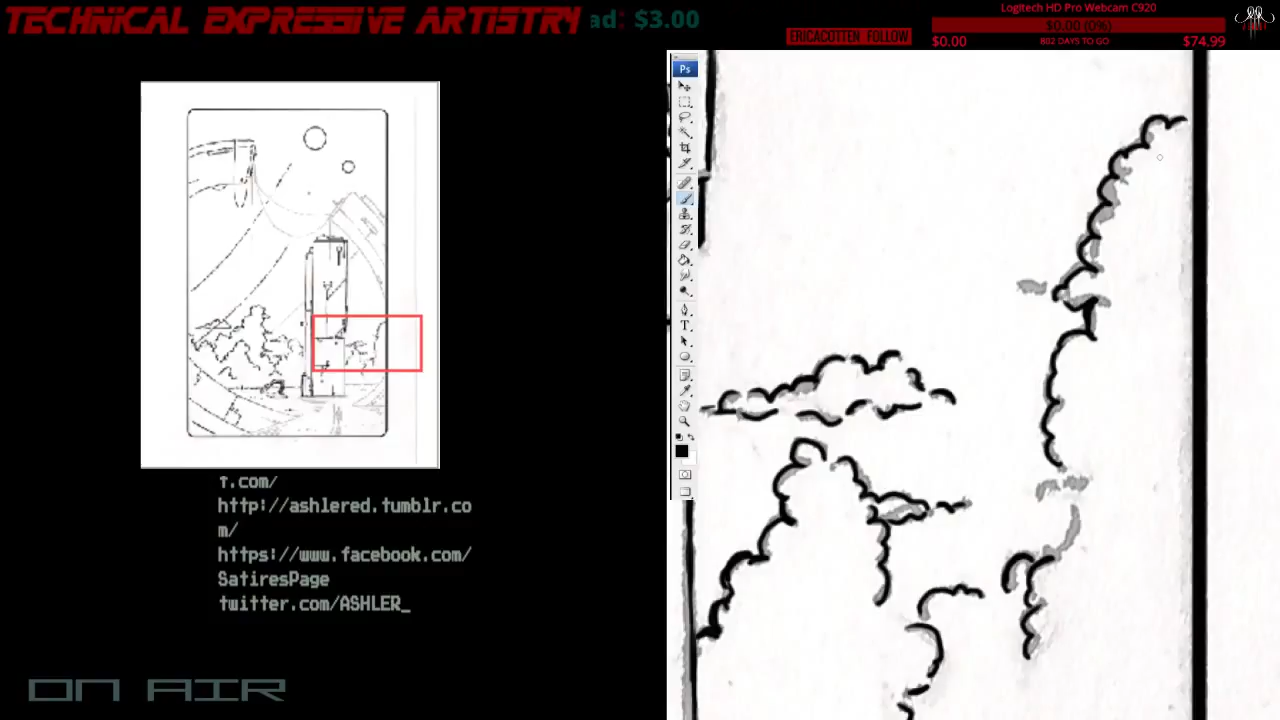 TECHNICAL EXPRESSIVE ARTISTRY
ad: $3.00
ERICACOTTEN FOLLOW
Logitech HD Pro Webcam C920
$0.00 (0%)
$0.00
802 DAYS TO GO
$74.99
Ps
T
T.com/
http://ashlered.tumblr.co
m/
https://www.facebook.com/
SatiresPage
twitter.com/ASHLER_
ON AIR